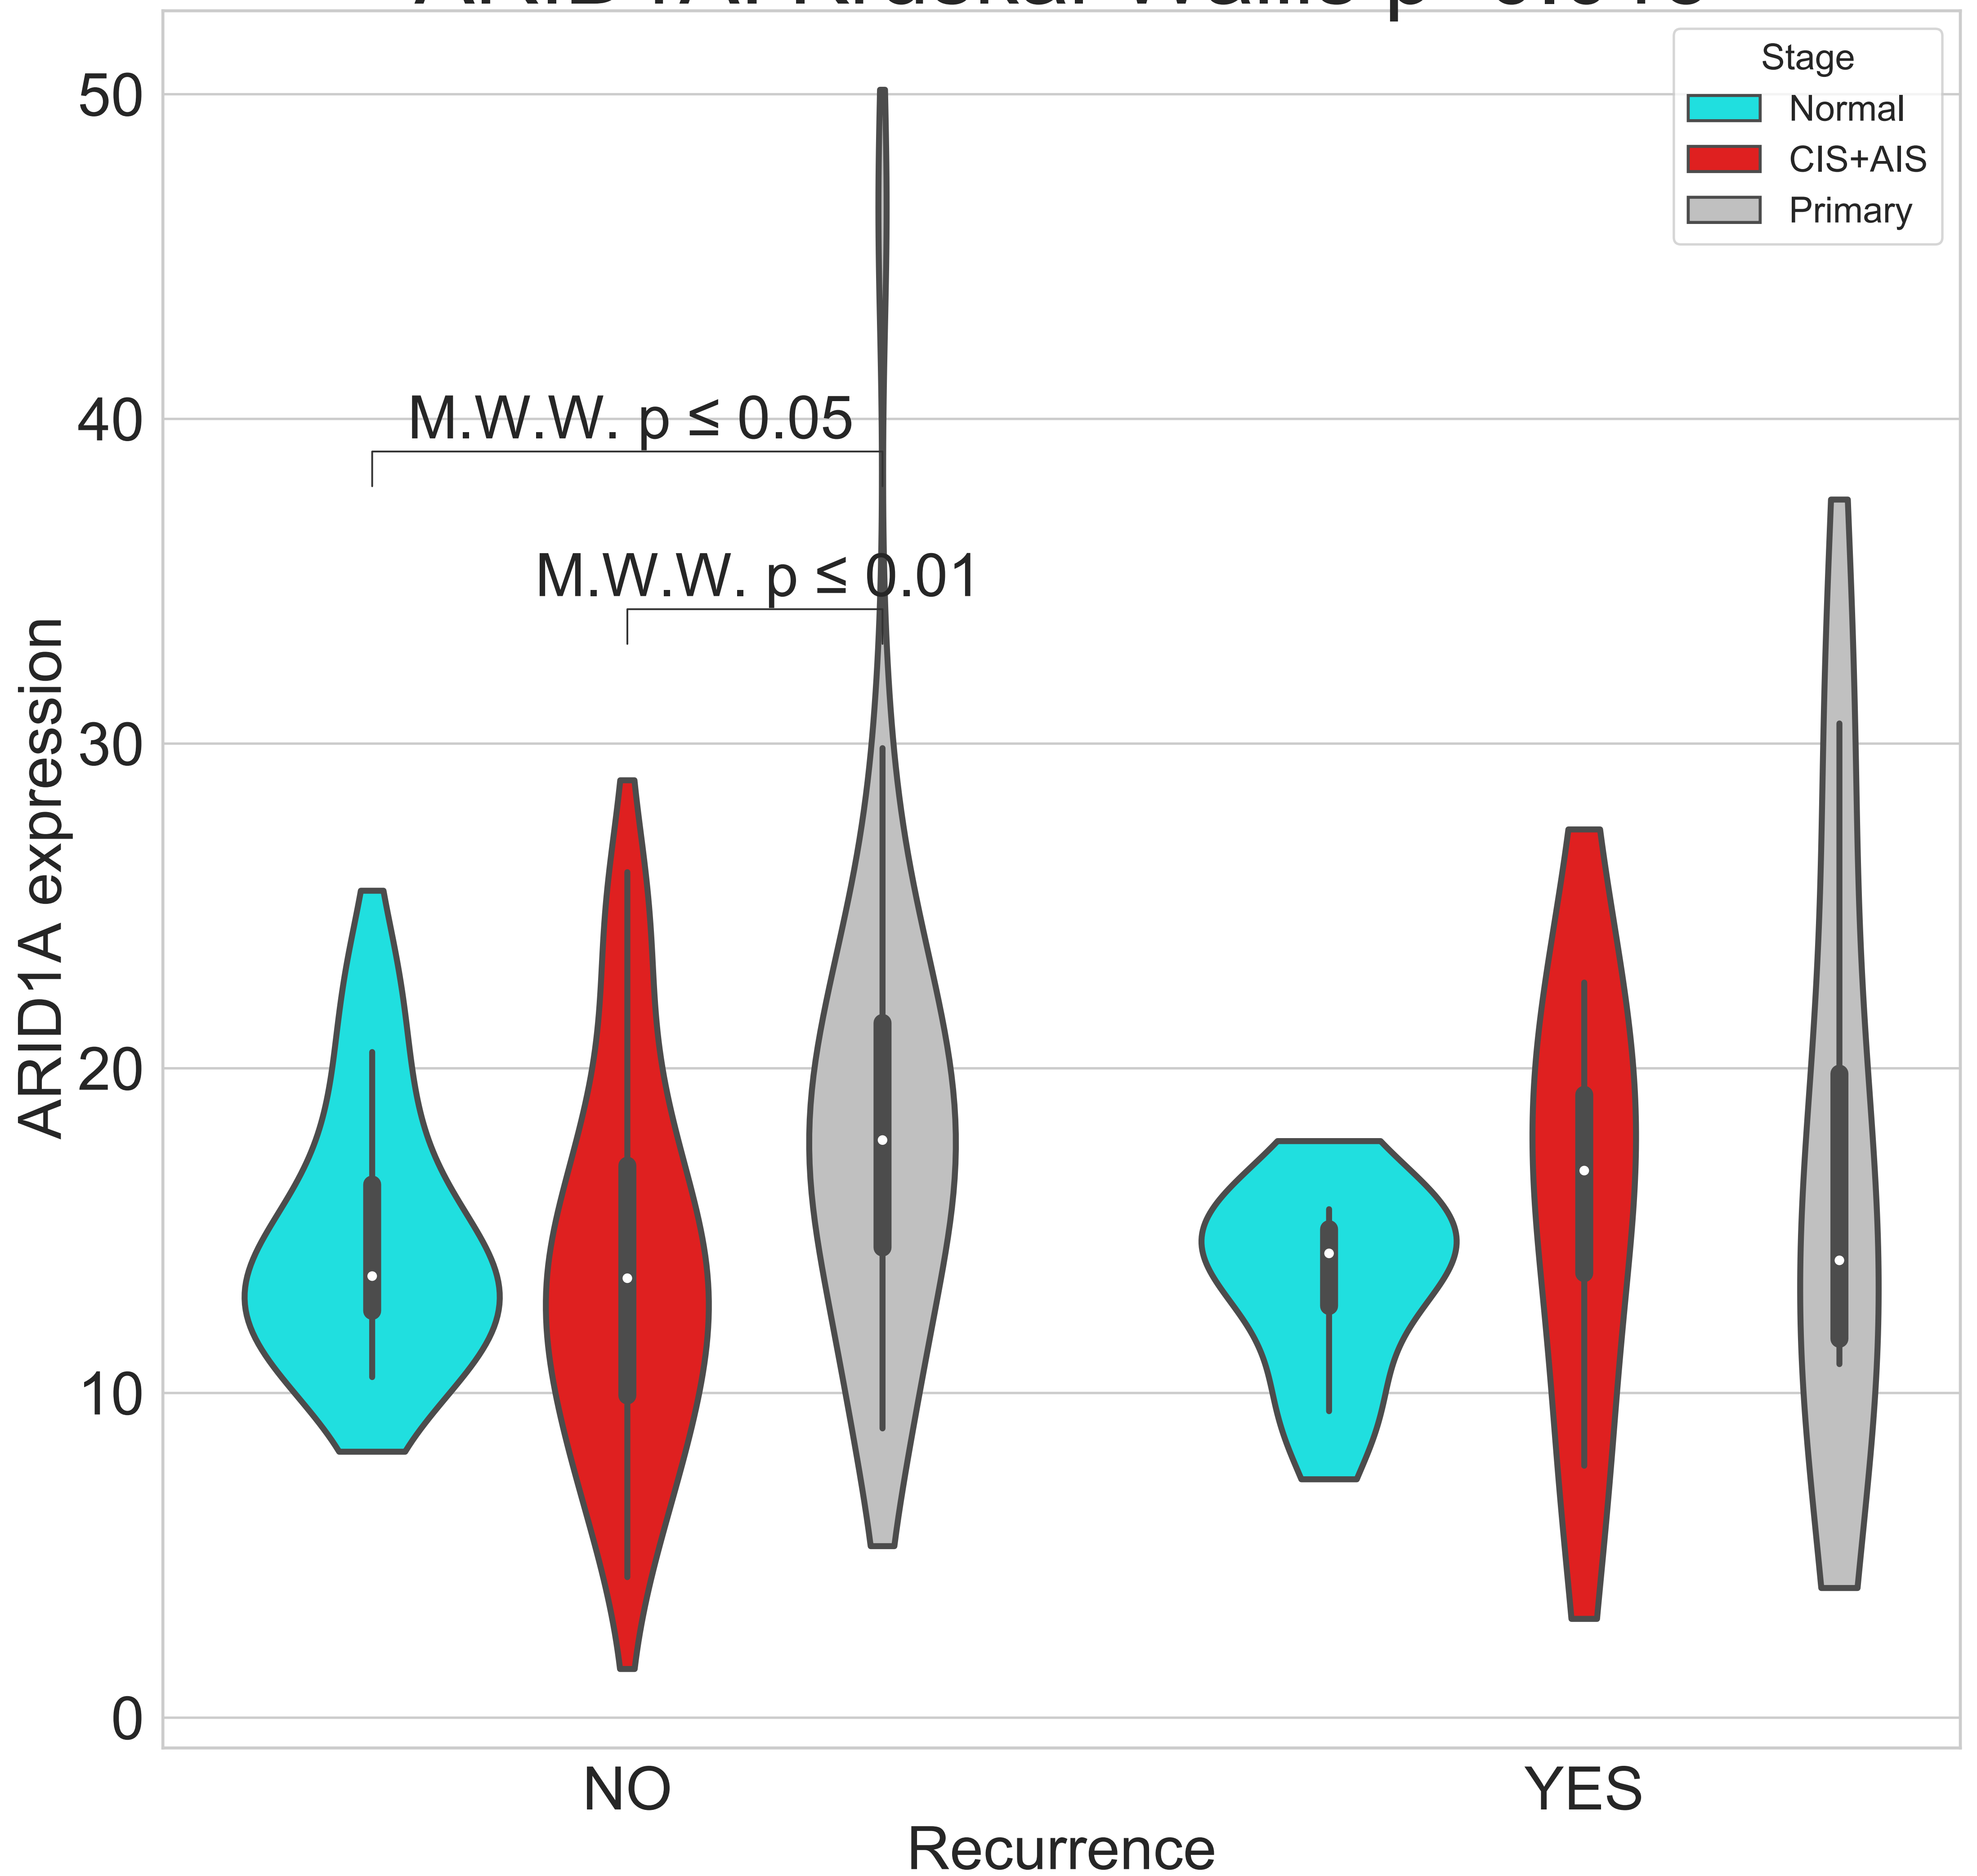 Stage
Normal
CIS+AIS
Primary
50
40
30
20
10
0
M.W.W. p ≤ 0.05
M.W.W. p ≤ 0.01
ARID1A expression
NO
YES
Recurrence